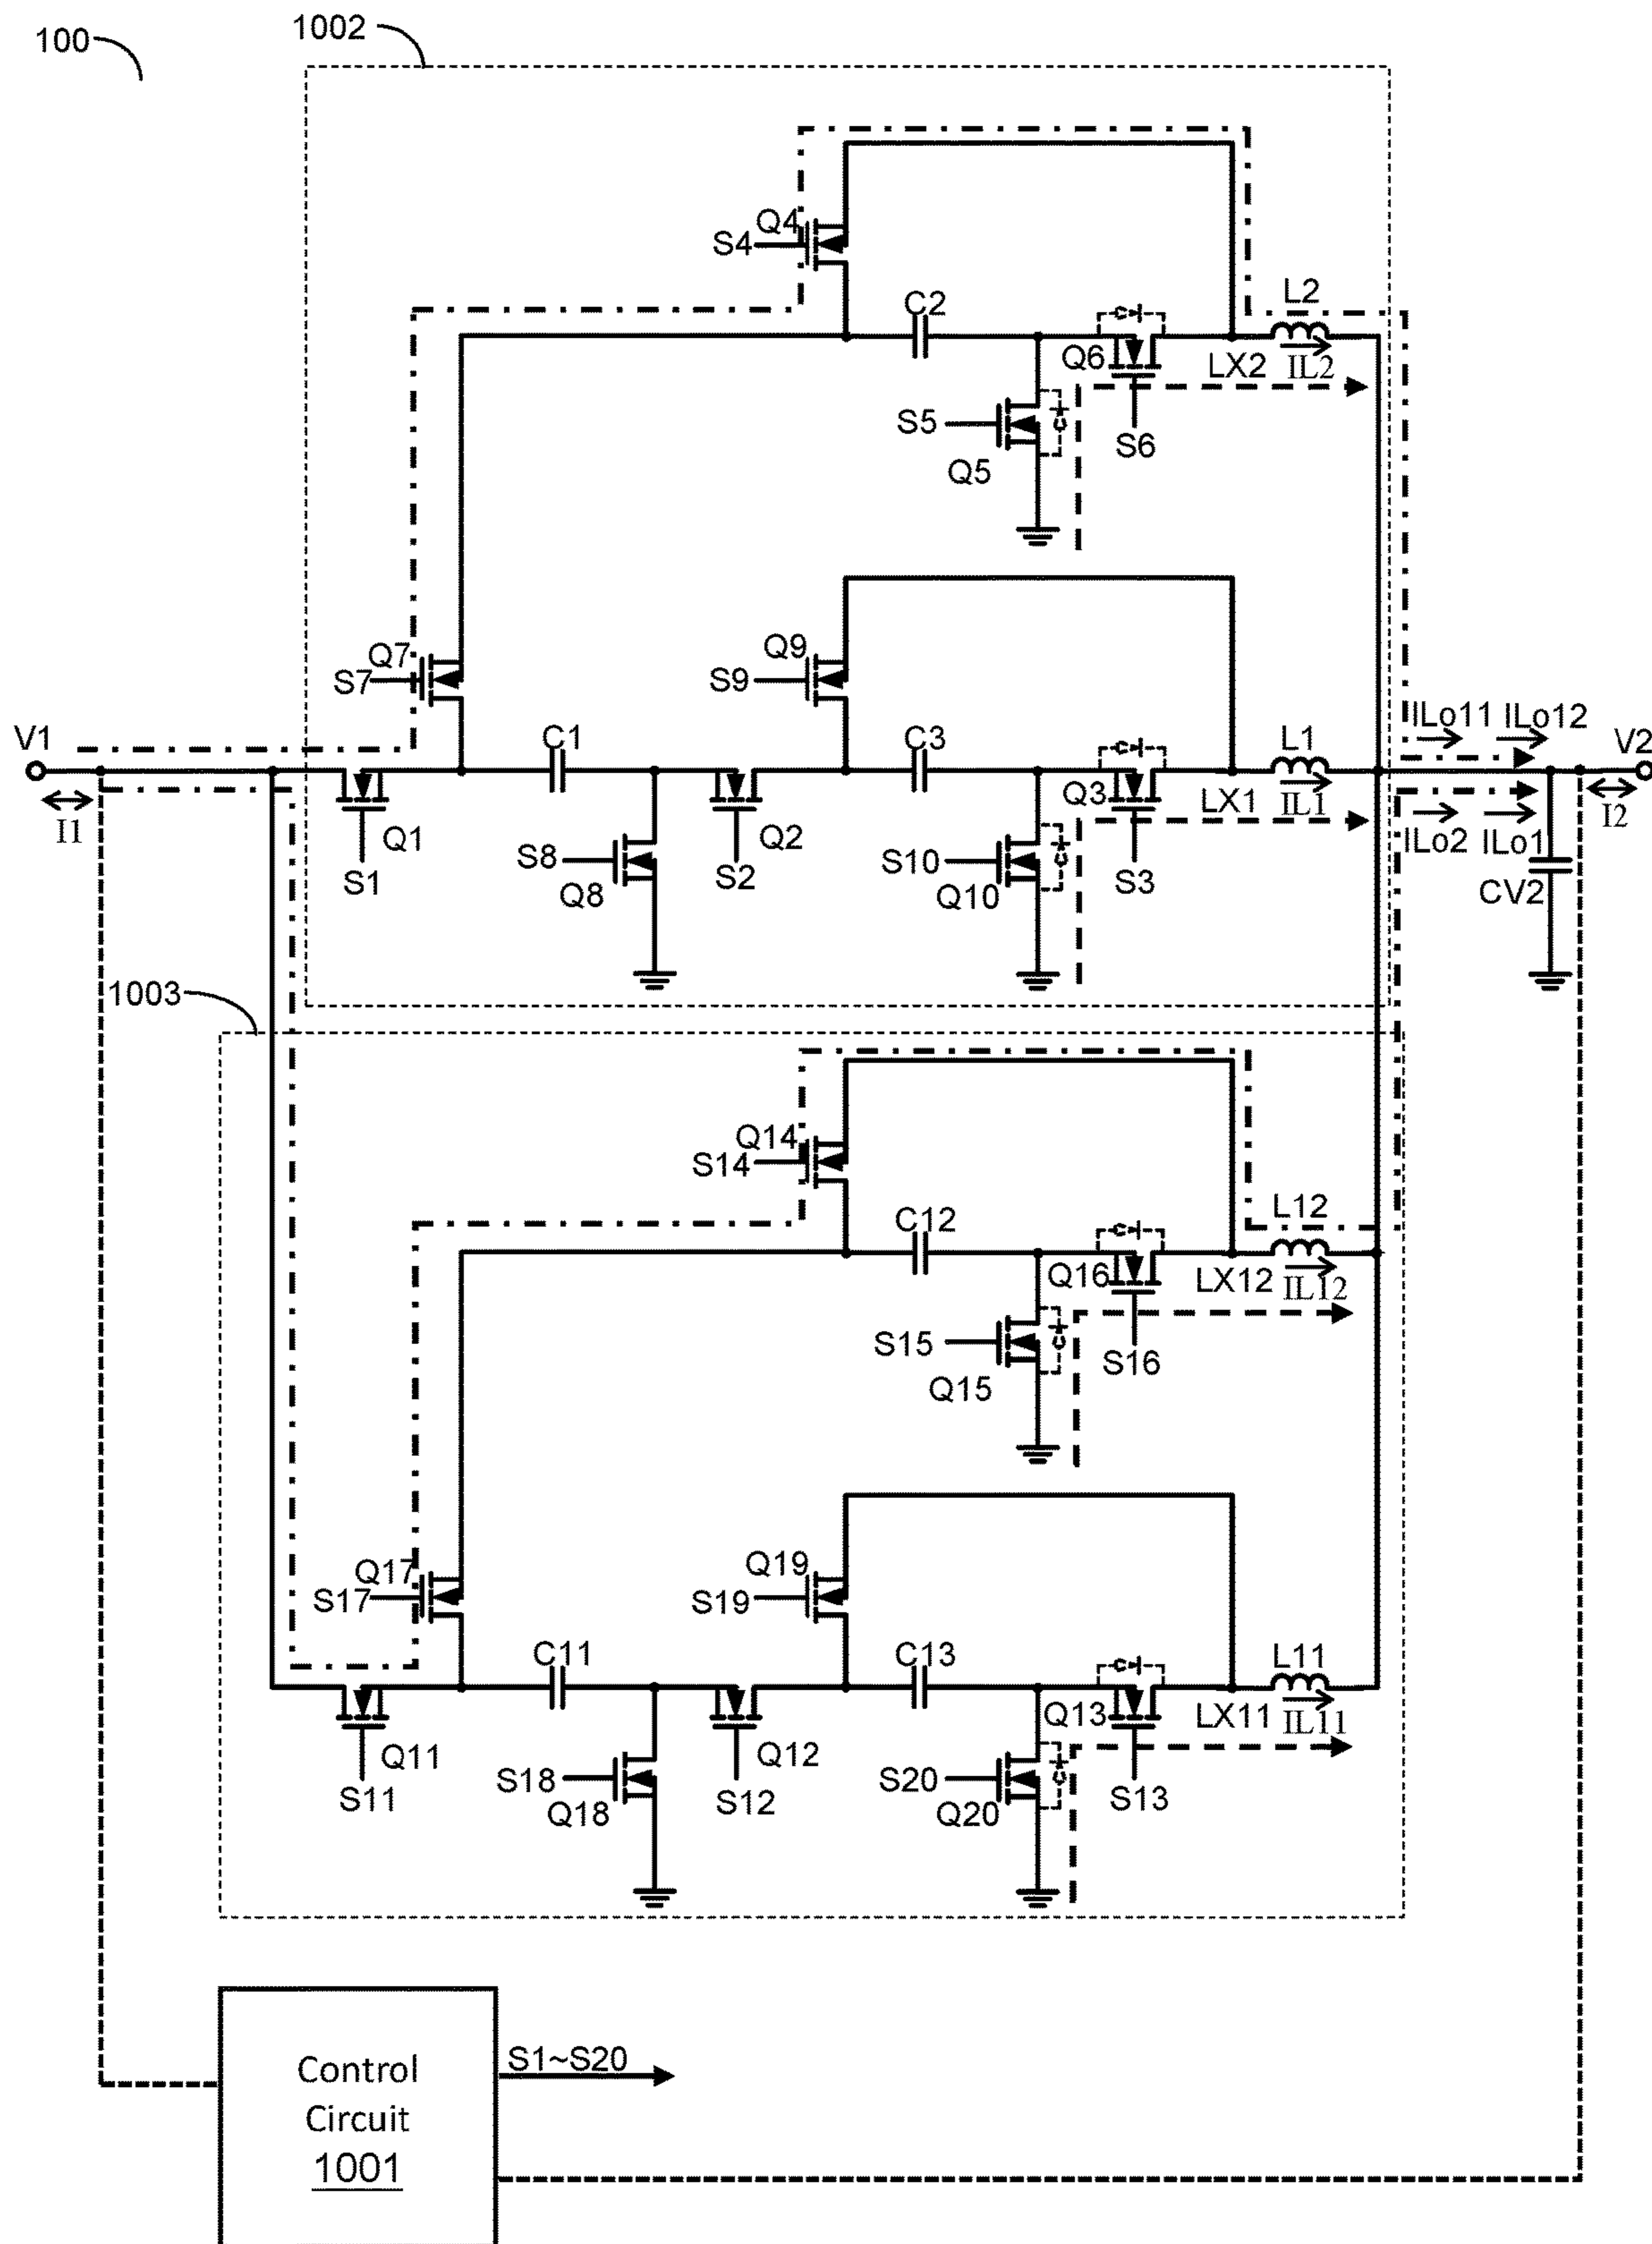 100
1002
Q4
S4
C2
L2
Q6
LX2
IL2
S5
S6
Q5
Q7
S7
Q9
S9
ILo11
ILo12
V1
C1
C3
L1
V2
I1
Q1
Q2
Q3
LX1
IL1
I2
S1
S8
Q8
S2
S10
Q10
S3
ILo2
ILo1
CV2
1003
Q14
S14
C12
L12
Q16
LX12
IL12
S15
S16
Q15
Q17
S17
Q19
S19
C11
C13
L11
Q11
Q12
Q13
LX11
IL11
S11
S18
Q18
S12
S20
Q20
S13
Control
Circuit
1001
S1~S20